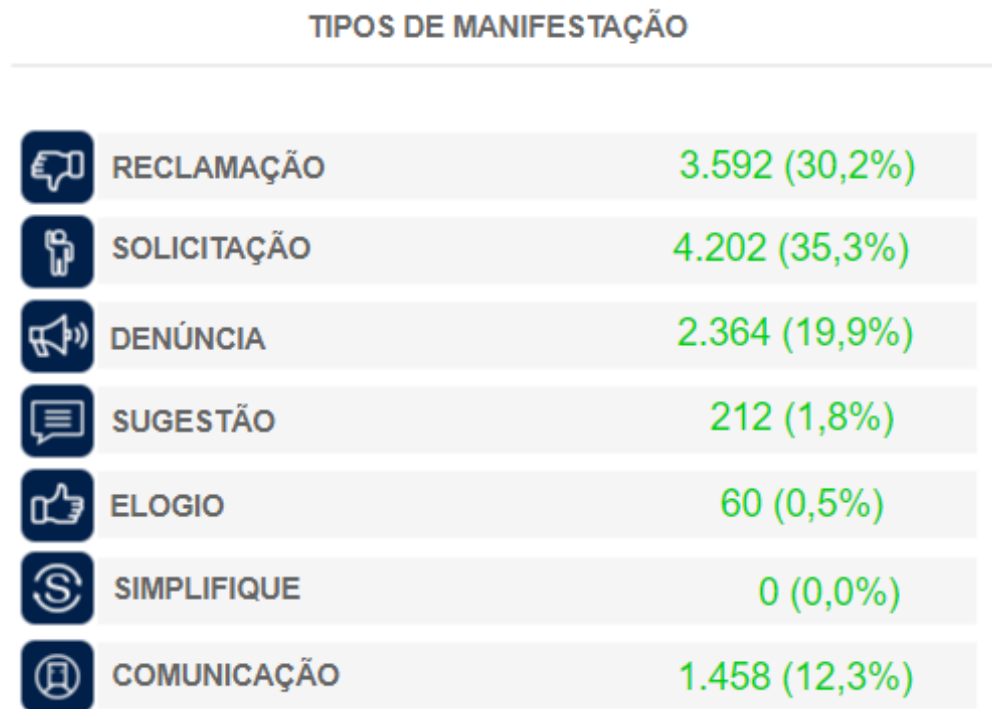 TIPOS DE MANIFESTAÇÃO
RECLAMAÇÃO 3.592 (30,2%)
SOLICITAÇÃO 4.202 (35,3%)
DENÚNCIA 2.364 (19,9%)
SUGESTÃO 212 (1,8%)
ELOGIO 60 (0,5%)
SIMPLIFIQUE 0 (0,0%)
COMUNICAÇÃO 1.458 (12,3%)